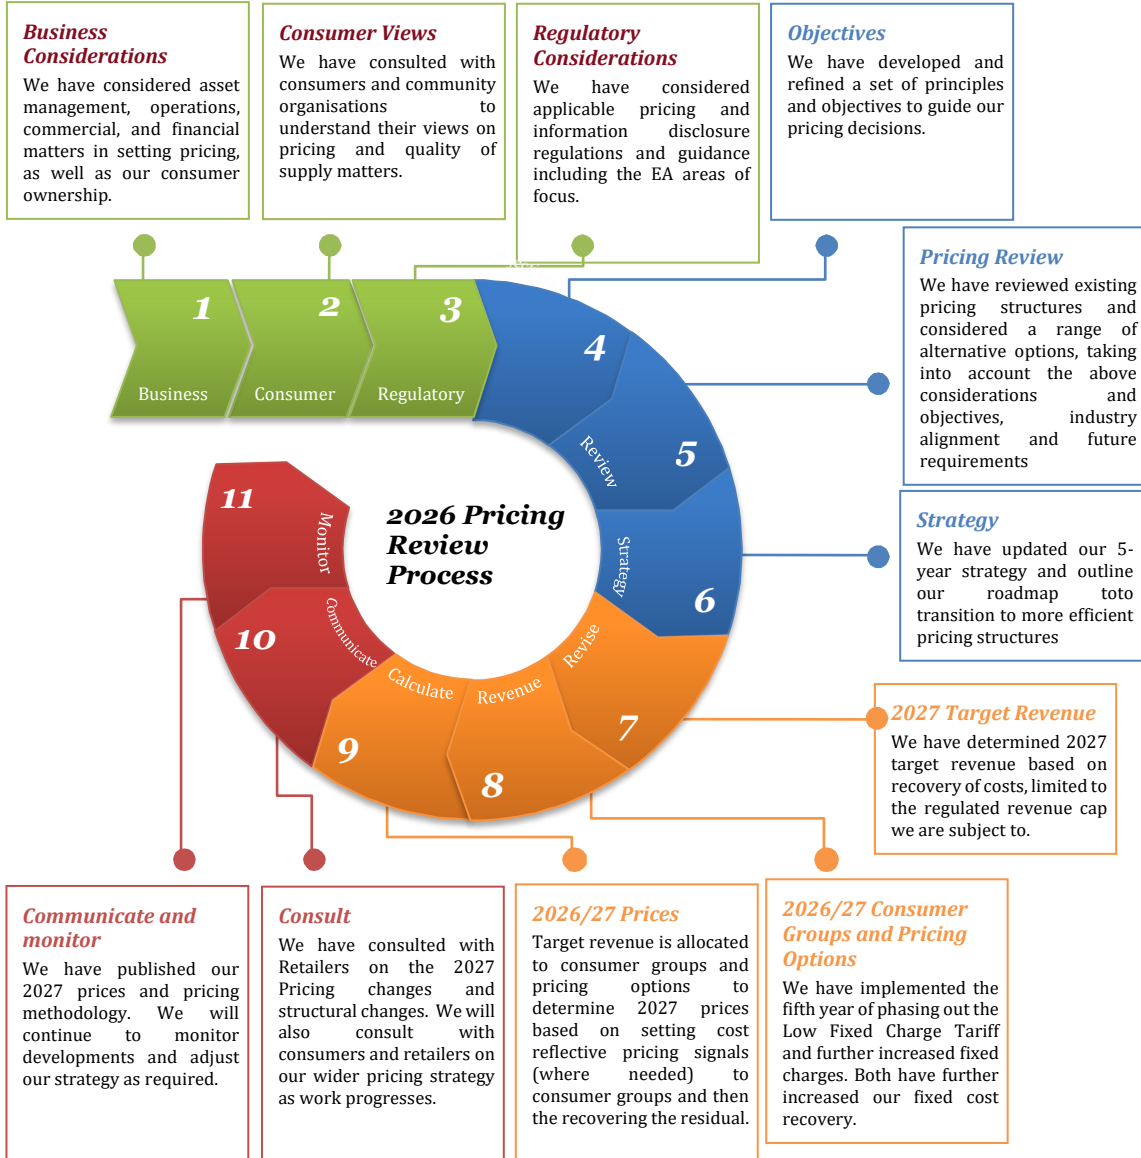 Business
Considerations
We have considered asset
management, operations,
commercial, and financial
matters in setting pricing,
as well as our consumer
ownership.
Consumer Views
We have consulted with
consumers and community
organisations to
understand their views on
pricing and quality of
supply matters.
Regulatory
Considerations
We have considered
applicable pricing and
information disclosure
regulations and guidance
including the EA areas of
focus.
Objectives
We have developed and
refined a set of principles
and objectives to guide our
pricing decisions.
Pricing Review
We have reviewed existing
pricing structures and
considered a range of
alternative options, taking
into account the above
considerations and
objectives, industry
alignment and future
requirements
Strategy
We have updated our 5-
year strategy and outline
our roadmap toto
transition to more efficient
pricing structures
2027 Target Revenue
We have determined 2027
target revenue based on
recovery of costs, limited to
the regulated revenue cap
we are subject to.
1
Business
2
Consumer
3
Regulatory
4
5
Review
6
Strategy
7
Revise
8
Revenue
9
Calculate
10
Communicate
11
Monitor
2026 Pricing
Review
Process
Communicate and
monitor
We have published our
2027 prices and pricing
methodology. We will
continue to monitor
developments and adjust
our strategy as required.
Consult
We have consulted with
Retailers on the 2027
Pricing changes and
structural changes. We will
also consult with
consumers and retailers on
our wider pricing strategy
as work progresses.
2026/27 Prices
Target revenue is allocated
to consumer groups and
pricing options to
determine 2027 prices
based on setting cost
reflective pricing signals
(where needed) to
consumer groups and then
the recovering the residual.
2026/27 Consumer
Groups and Pricing
Options
We have implemented the
fifth year of phasing out the
Low Fixed Charge Tariff
and further increased fixed
charges. Both have further
increased our fixed cost
recovery.